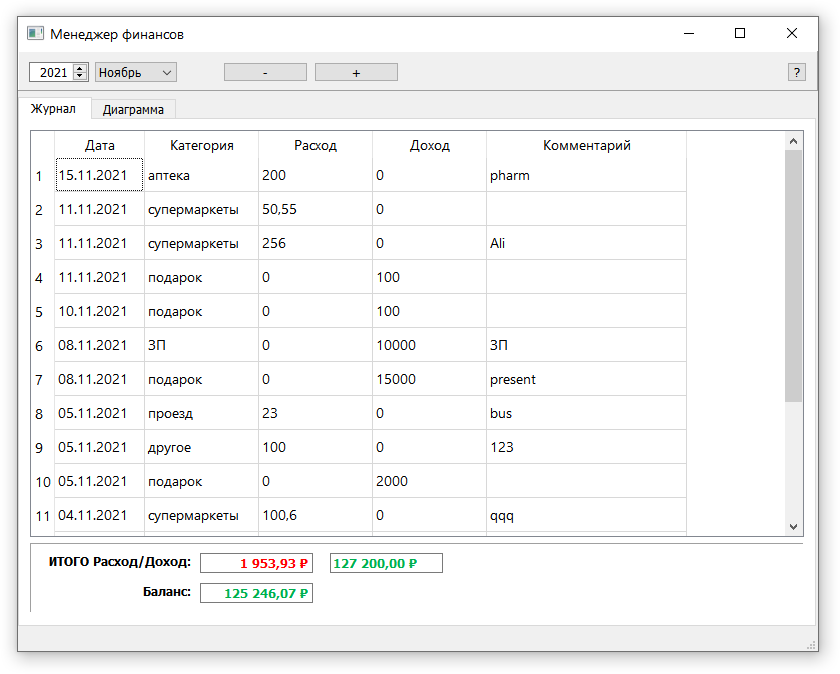 Менеджер финансов
2021 Ноябрь - + ?
Журнал Диаграмма
Дата Категория Расход Доход Комментарий
1 15.11.2021 аптека 200 0 pharm
2 11.11.2021 супермаркеты 50,55 0
3 11.11.2021 супермаркеты 256 0 Ali
4 11.11.2021 подарок 0 100
5 10.11.2021 подарок 0 100
6 08.11.2021 ЗП 0 10000 ЗП
7 08.11.2021 подарок 0 15000 present
8 05.11.2021 проезд 23 0 bus
9 05.11.2021 другое 100 0 123
10 05.11.2021 подарок 0 2000
11 04.11.2021 супермаркеты 100,6 0 qqq
ИТОГО Расход/Доход: 1 953,93 ₽ 127 200,00 ₽
Баланс: 125 246,07 ₽